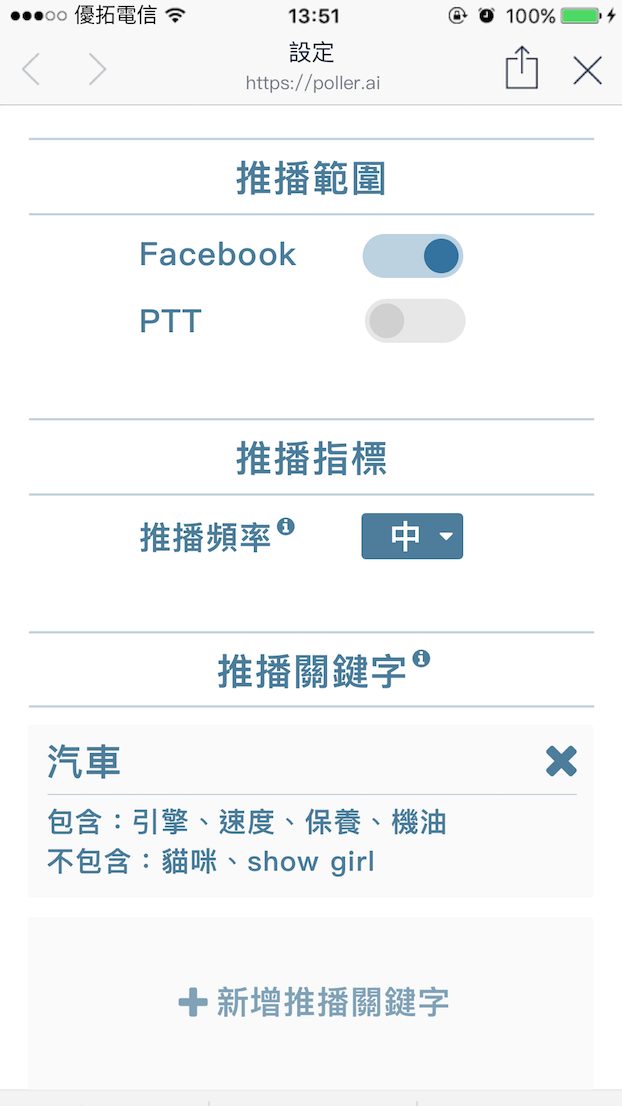 優拓電信 13:51 100%
設定
https://poller.ai
推播範圍
Facebook
PTT
推播指標
推播頻率 中
推播關鍵字
汽車
包含：引擎、速度、保養、機油
不包含：貓咪、show girl
新增推播關鍵字